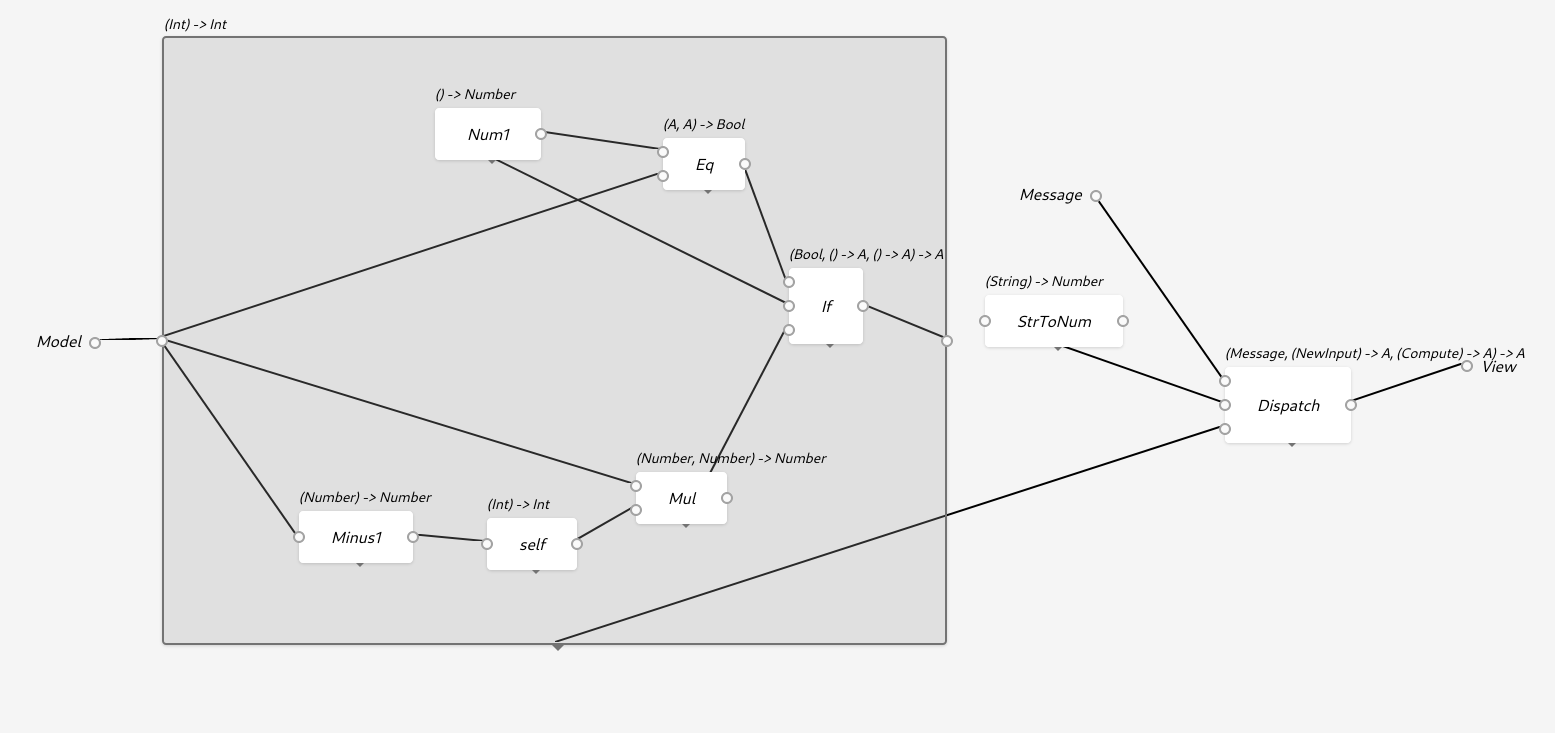 (Int) -> Int
() -> Number
Num1
(A, A) -> Bool
Eq
Message
(Bool, () -> A, () -> A) -> A
If
(String) -> Number
StrToNum
Model
(Message, (NewInput) -> A, (Compute) -> A) -> A
View
Dispatch
(Number, Number) -> Number
Mul
(Number) -> Number
Minus1
(Int) -> Int
self